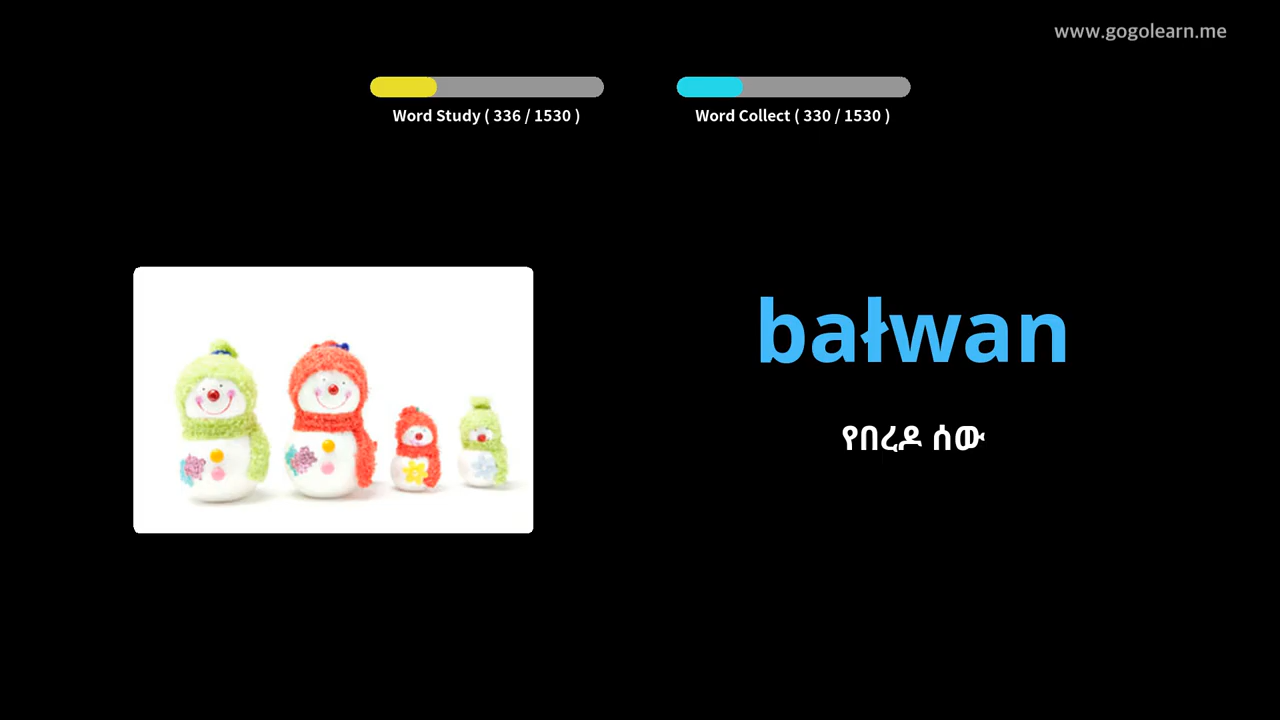 www.gogolearn.me
Word Study ( 336 / 1530 )
Word Collect ( 330 / 1530 )
bałwan
የበረዶ ሰው